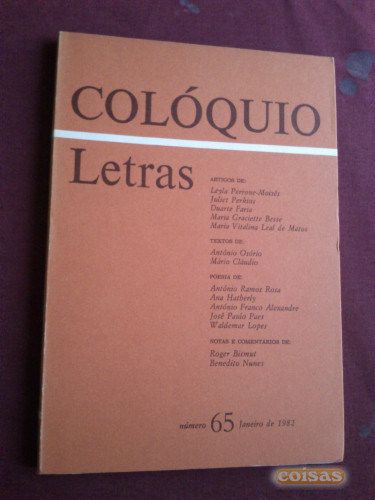 COLÓQUIO
Letras
ARTIGOS DE:
Leyla Perrone-Moisés
Juliet Perkins
Duarte Faria
Maria Graciette Besse
Maria Vitalina Leal de Matos
TEXTOS DE:
António Osório
Mário Cláudio
POESIA DE:
António Ramos Rosa
Ana Hatherly
António Franco Alexandre
José Paulo Paes
Waldemar Lopes
NOTAS E COMENTÁRIOS DE:
Roger Bismut
Benedito Nunes
número 65 Janeiro de 1982
coisas